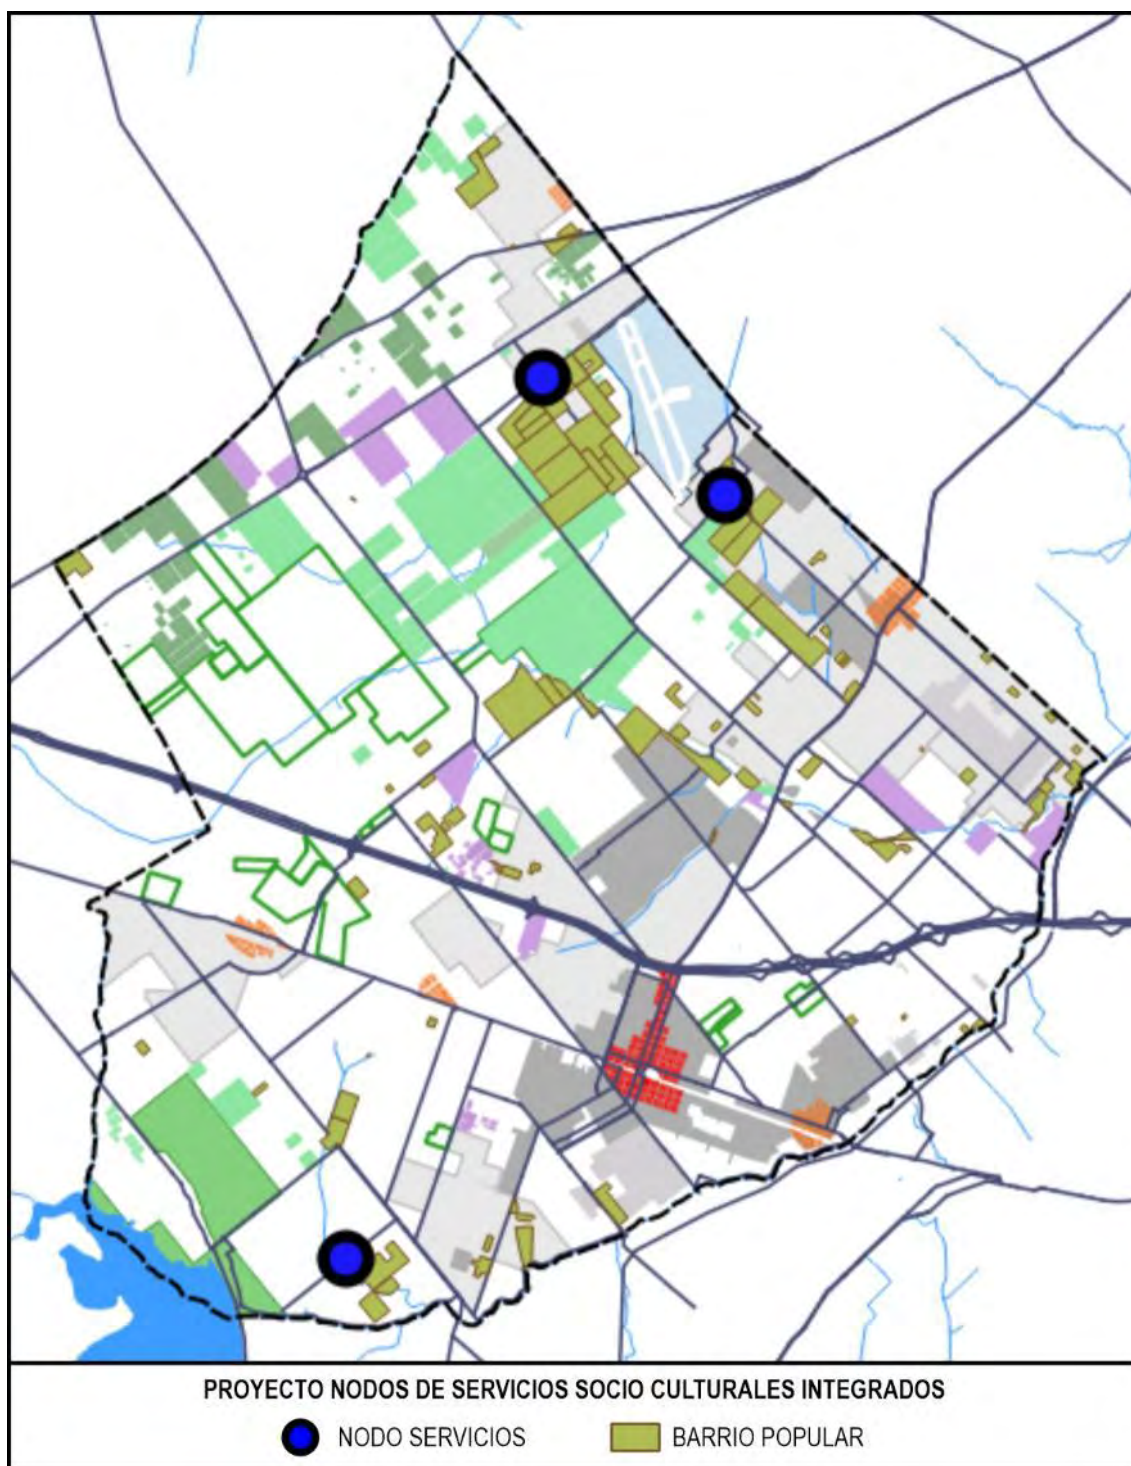 PROYECTO NODOS DE SERVICIOS SOCIO CULTURALES INTEGRADOS
NODO SERVICIOS
BARRIO POPULAR